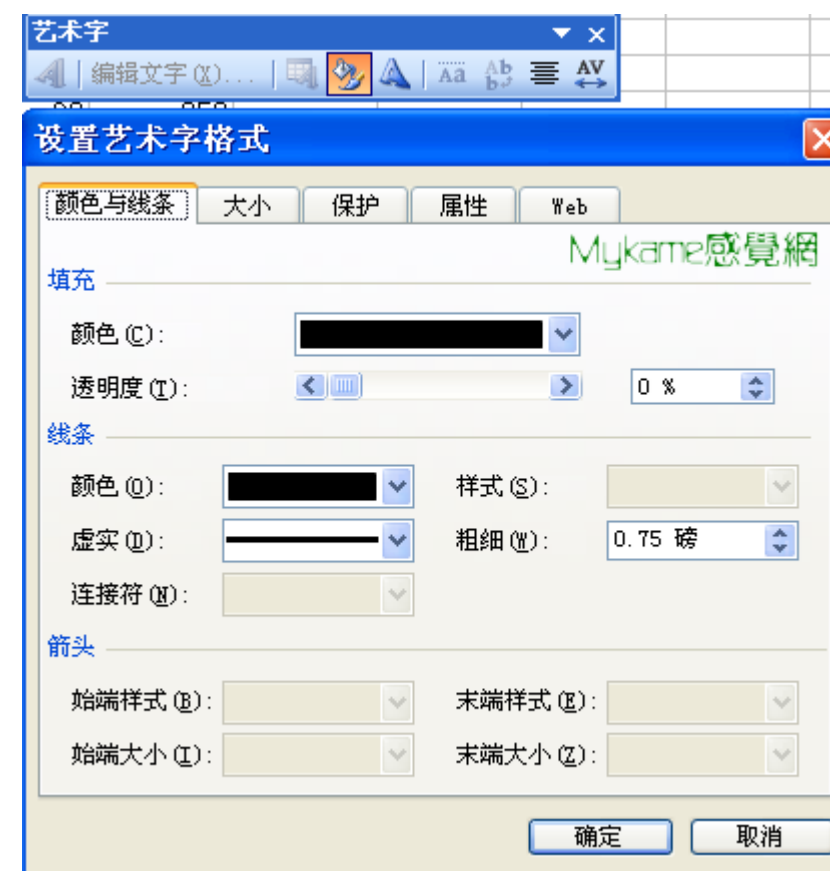 艺术字
编辑文字(X)... Aa Ab AV
设置艺术字格式
颜色与线条 大小 保护 属性 Web
Mykame感覺網
填充
颜色(C):
透明度(T): 0 %
线条
颜色(O): 样式(S):
虚实(D): 粗细(W): 0.75 磅
连接符(N):
箭头
始端样式(B): 末端样式(E):
始端大小(I): 末端大小(Z):
确定 取消